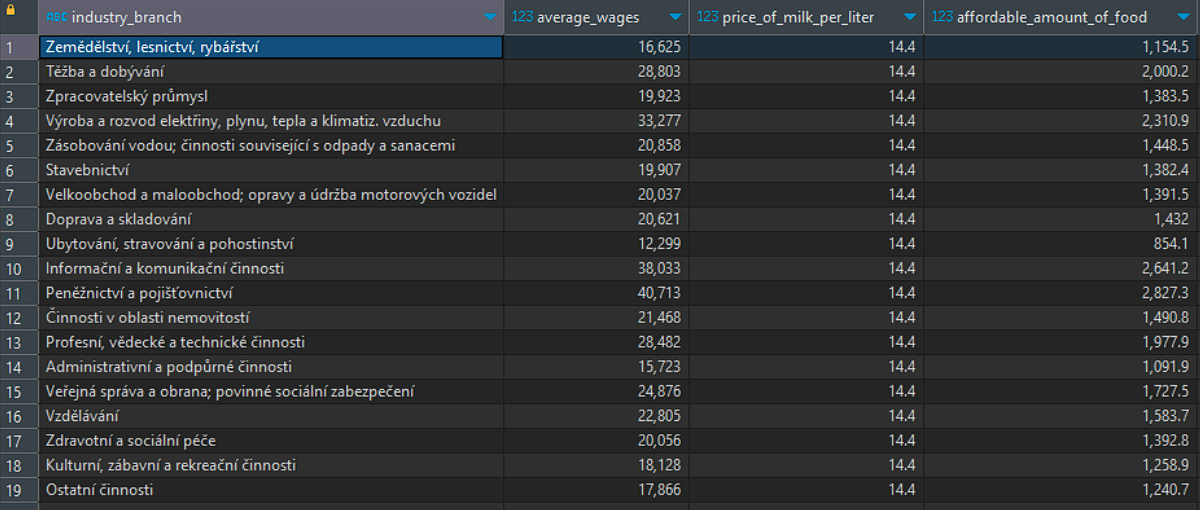 ABC industry_branch 123 average_wages 123 price_of_milk_per_liter 123 affordable_amount_of_food
1 Zemědělství, lesnictví, rybářství 16,625 14.4 1,154.5
2 Těžba a dobývání 28,803 14.4 2,000.2
3 Zpracovatelský průmysl 19,923 14.4 1,383.5
4 Výroba a rozvod elektřiny, plynu, tepla a klimatiz. vzduchu 33,277 14.4 2,310.9
5 Zásobování vodou; činnosti související s odpady a sanacemi 20,858 14.4 1,448.5
6 Stavebnictví 19,907 14.4 1,382.4
7 Velkoobchod a maloobchod; opravy a údržba motorových vozidel 20,037 14.4 1,391.5
8 Doprava a skladování 20,621 14.4 1,432
9 Ubytování, stravování a pohostinství 12,299 14.4 854.1
10 Informační a komunikační činnosti 38,033 14.4 2,641.2
11 Peněžnictví a pojišťovnictví 40,713 14.4 2,827.3
12 Činnosti v oblasti nemovitostí 21,468 14.4 1,490.8
13 Profesní, vědecké a technické činnosti 28,482 14.4 1,977.9
14 Administrativní a podpůrné činnosti 15,723 14.4 1,091.9
15 Veřejná správa a obrana; povinné sociální zabezpečení 24,876 14.4 1,727.5
16 Vzdělávání 22,805 14.4 1,583.7
17 Zdravotní a sociální péče 20,056 14.4 1,392.8
18 Kulturní, zábavní a rekreační činnosti 18,128 14.4 1,258.9
19 Ostatní činnosti 17,866 14.4 1,240.7